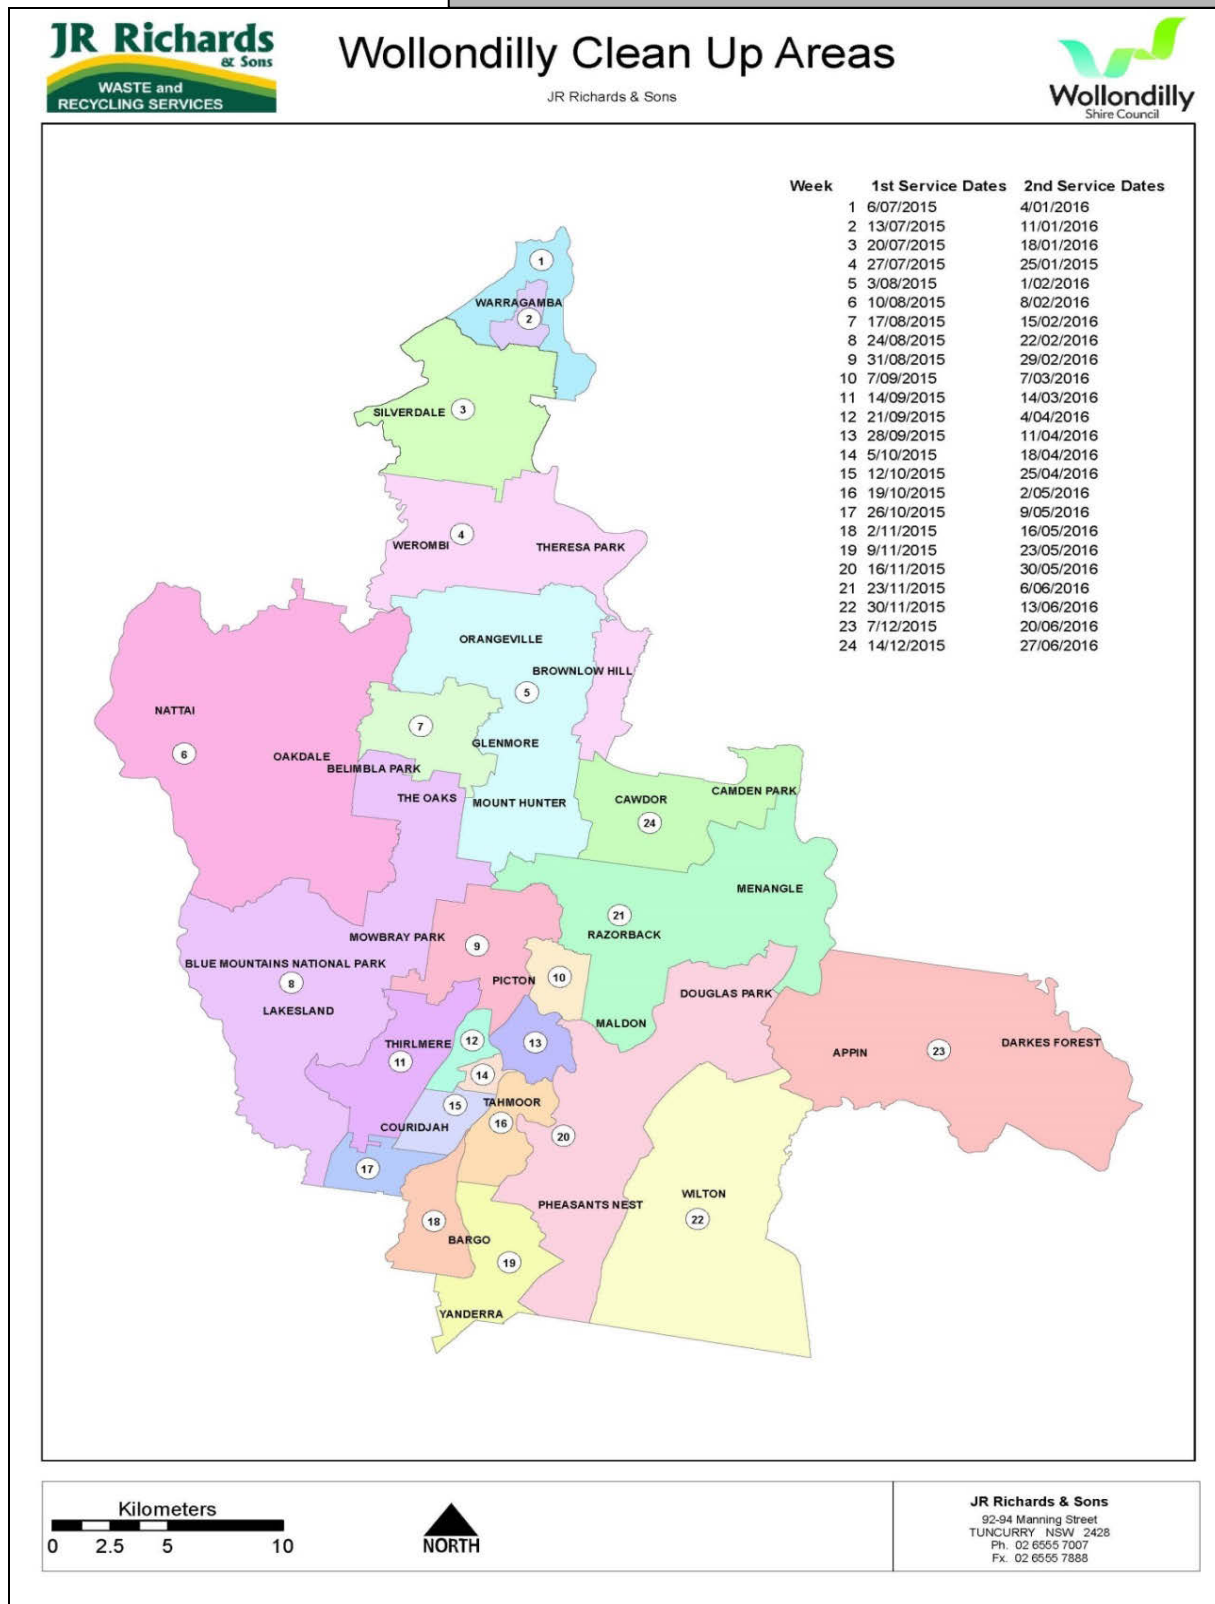 JR Richards
& Sons
WASTE and
RECYCLING SERVICES
Wollondilly Clean Up Areas
JR Richards & Sons
Wollondilly
Shire Council
Week 1st Service Dates 2nd Service Dates
1 6/07/2015 4/01/2016
2 13/07/2015 11/01/2016
3 20/07/2015 18/01/2016
4 27/07/2015 25/01/2015
5 3/08/2015 1/02/2016
6 10/08/2015 8/02/2016
7 17/08/2015 15/02/2016
8 24/08/2015 22/02/2016
9 31/08/2015 29/02/2016
10 7/09/2015 7/03/2016
11 14/09/2015 14/03/2016
12 21/09/2015 4/04/2016
13 28/09/2015 11/04/2016
14 5/10/2015 18/04/2016
15 12/10/2015 25/04/2016
16 19/10/2015 2/05/2016
17 26/10/2015 9/05/2016
18 2/11/2015 16/05/2016
19 9/11/2015 23/05/2016
20 16/11/2015 30/05/2016
21 23/11/2015 6/06/2016
22 30/11/2015 13/06/2016
23 7/12/2015 20/06/2016
24 14/12/2015 27/06/2016
1
WARRAGAMBA
2
SILVERDALE 3
4
WEROMBI
THERESA PARK
ORANGEVILLE
BROWNLOW HILL
5
NATTAI
7
GLENMORE
6
OAKDALE
BELIMBLA PARK
CAMDEN PARK
THE OAKS
MOUNT HUNTER
CAWDOR
24
MENANGLE
21
RAZORBACK
MOWBRAY PARK
9
BLUE MOUNTAINS NATIONAL PARK
8
PICTON
10
DOUGLAS PARK
LAKESLAND
MALDON
THIRLMERE
12
13
DARKES FOREST
APPIN
23
11
14
TAHMOOR
15
16
COURIDJAH
20
17
WILTON
PHEASANTS NEST
22
18
BARGO
19
YANDERRA
Kilometers
0 2.5 5 10
NORTH
JR Richards & Sons
92-94 Manning Street
TUNCURRY NSW 2428
Ph. 02 6555 7007
Fx. 02 6555 7888